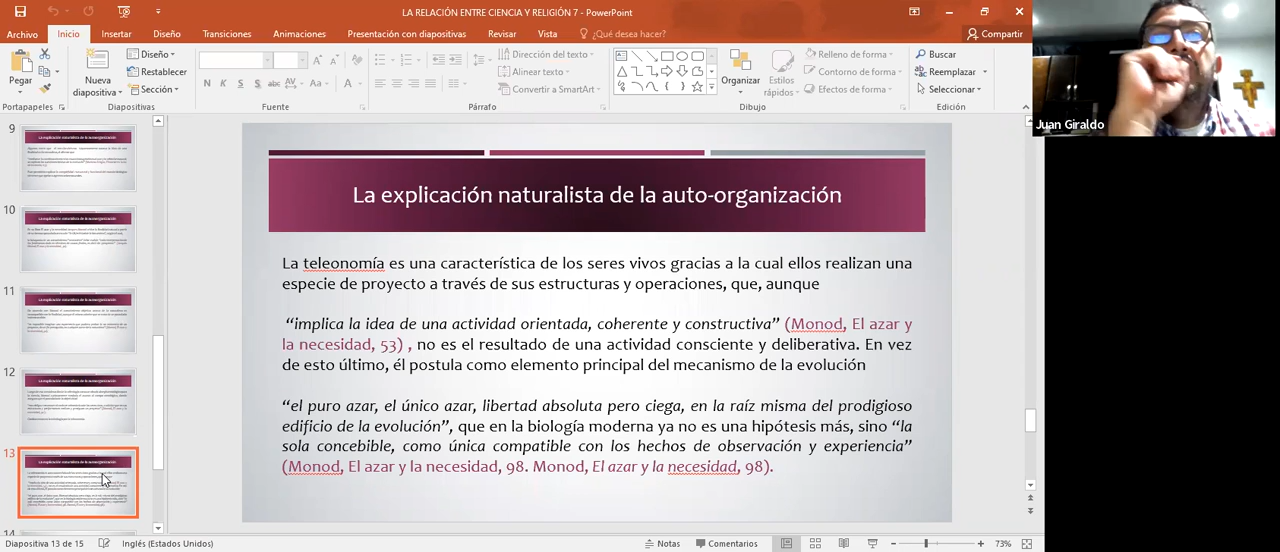 LA RELACIÓN ENTRE CIENCIA Y RELIGIÓN 7 - PowerPoint
Archivo Inicio Insertar Diseño Transiciones Animaciones Presentación con diapositivas Revisar Vista ¿Qué desea hacer? Compartir
Pegar
Nueva diapositiva
Diseño
Restablecer
Sección
N K S S abc AV Aa A
Dirección del texto
Alinear texto
Convertir a SmartArt
Organizar
Estilos rápidos
Relleno de forma
Contorno de forma
Efectos de forma
Buscar
Reemplazar
Seleccionar
Portapapeles Diapositivas Fuente Párrafo Dibujo Edición
Juan Giraldo
9
10
11
12
13
14
La explicación naturalista de la auto-organización
La teleonomía es una característica de los seres vivos gracias a la cual ellos realizan una
especie de proyecto a través de sus estructuras y operaciones, que, aunque
la idea de una actividad orientada, coherente y constructiva” (Monod, El azar y
la necesidad, 53) , no es el resultado de una actividad consciente y deliberativa. En vez
de esto último, él postula el azar como elemento principal del mecanismo de evolución
azar, el único azar, libertad absoluta pero ciega, en la raíz misma del prodigioso
edificio de la evolución”, que en la biología moderna ya no es una hipótesis más, sino “la
sola concebible, como única compatible con los hechos de observación y experiencia”
(Monod, El azar y la necesidad, Monod, El azar y la necesidad
Diapositiva 13 de 15 Inglés (Estados Unidos) Notas Comentarios 73%